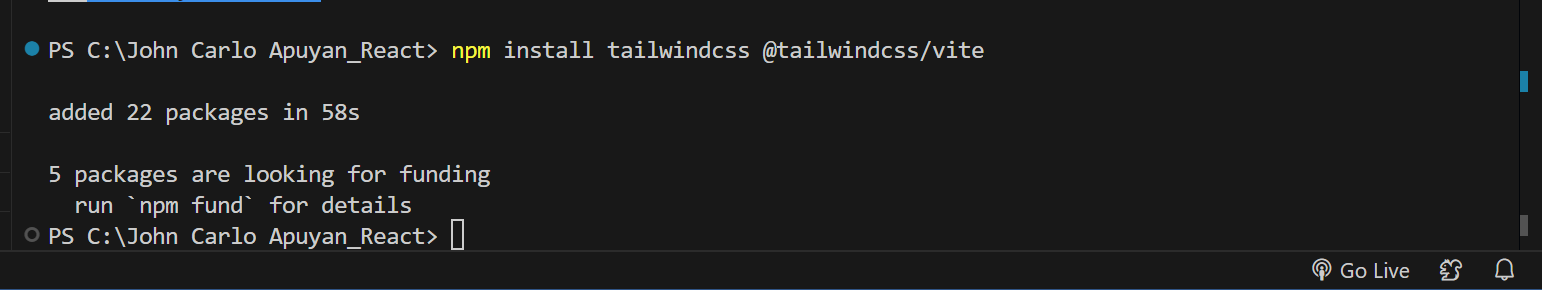 PS C:\John Carlo Apuyan_React> npm install tailwindcss @tailwindcss/vite
added 22 packages in 58s
5 packages are looking for funding
run `npm fund` for details
PS C:\John Carlo Apuyan_React>
Go Live